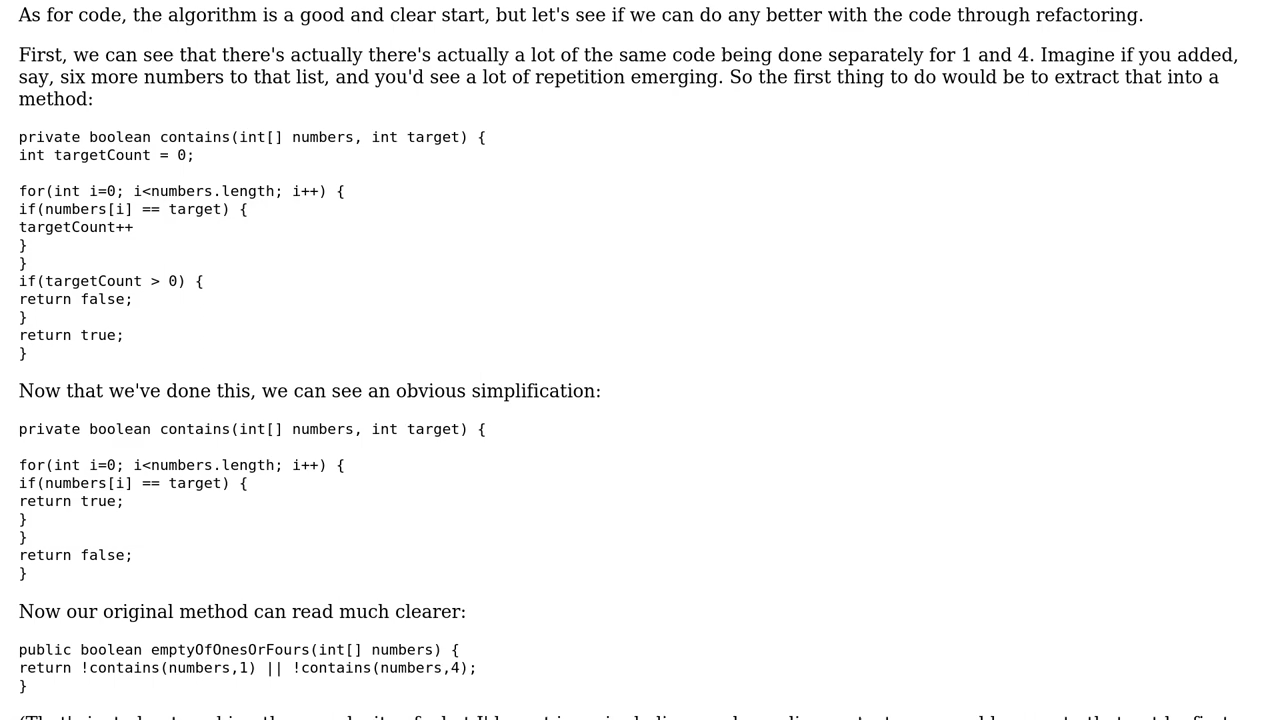 As for code, the algorithm is a good and clear start, but let's see if we can do any better with the code through refactoring.
First, we can see that there's actually there's actually a lot of the same code being done separately for 1 and 4. Imagine if you added,
say, six more numbers to that list, and you'd see a lot of repetition emerging. So the first thing to do would be to extract that into a
method:
private boolean contains(int[] numbers, int target) {
int targetCount = 0;
for(int i=0; i<numbers.length; i++) {
if(numbers[i] == target) {
targetCount++
}
}
if(targetCount > 0) {
return false;
}
return true;
}
Now that we've done this, we can see an obvious simplification:
private boolean contains(int[] numbers, int target) {
for(int i=0; i<numbers.length; i++) {
if(numbers[i] == target) {
return true;
}
}
return false;
}
Now our original method can read much clearer:
public boolean emptyOfOnesOrFours(int[] numbers) {
return !contains(numbers,1) || !contains(numbers,4);
}